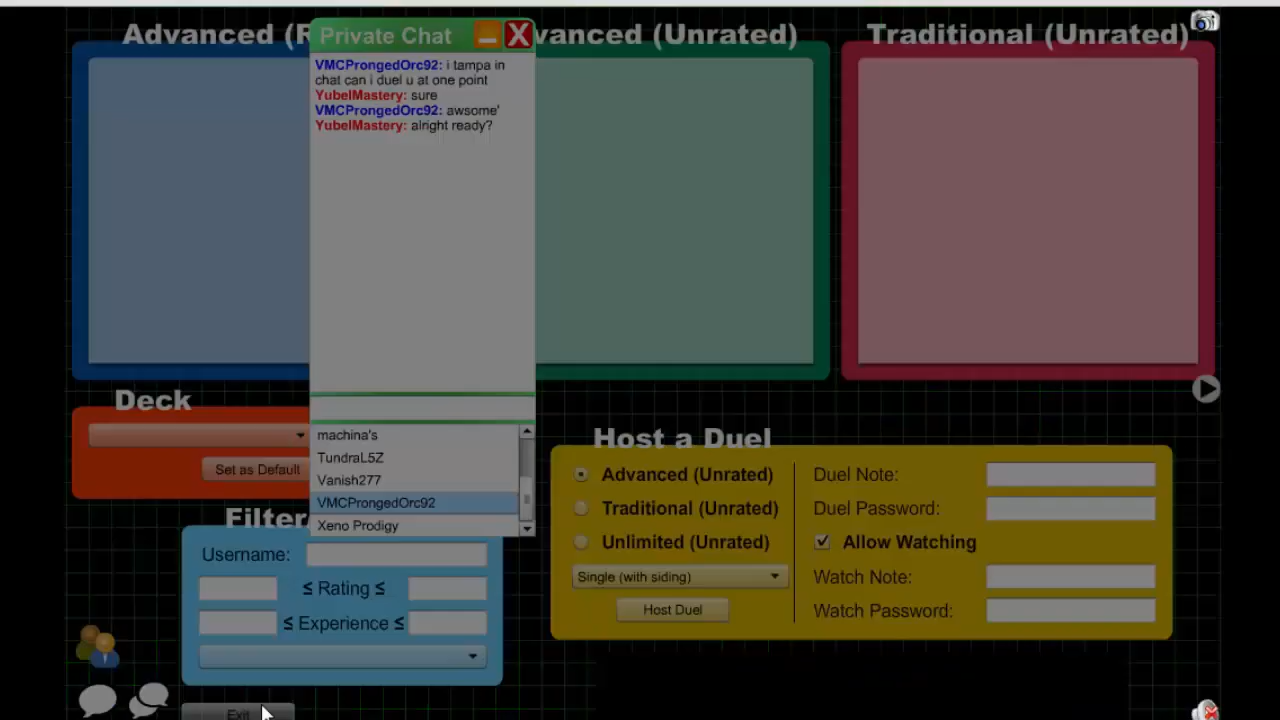 Advanced (R
Private Chat
X
vanced (Unrated)
Traditional (Unrated)
VMCProngedOrc92: i tampa in
chat can i duel u at one point
YubelMastery: sure
VMCProngedOrc92: awsome'
YubelMastery: alright ready?
Deck
Set as Default
machina's
TundraL5Z
Vanish277
VMCProngedOrc92
Xeno Prodigy
Filter
Username:
≤ Rating ≤
≤ Experience ≤
Host a Duel
Advanced (Unrated)
Traditional (Unrated)
Unlimited (Unrated)
Single (with siding)
Host Duel
Duel Note:
Duel Password:
Allow Watching
Watch Note:
Watch Password:
Exit